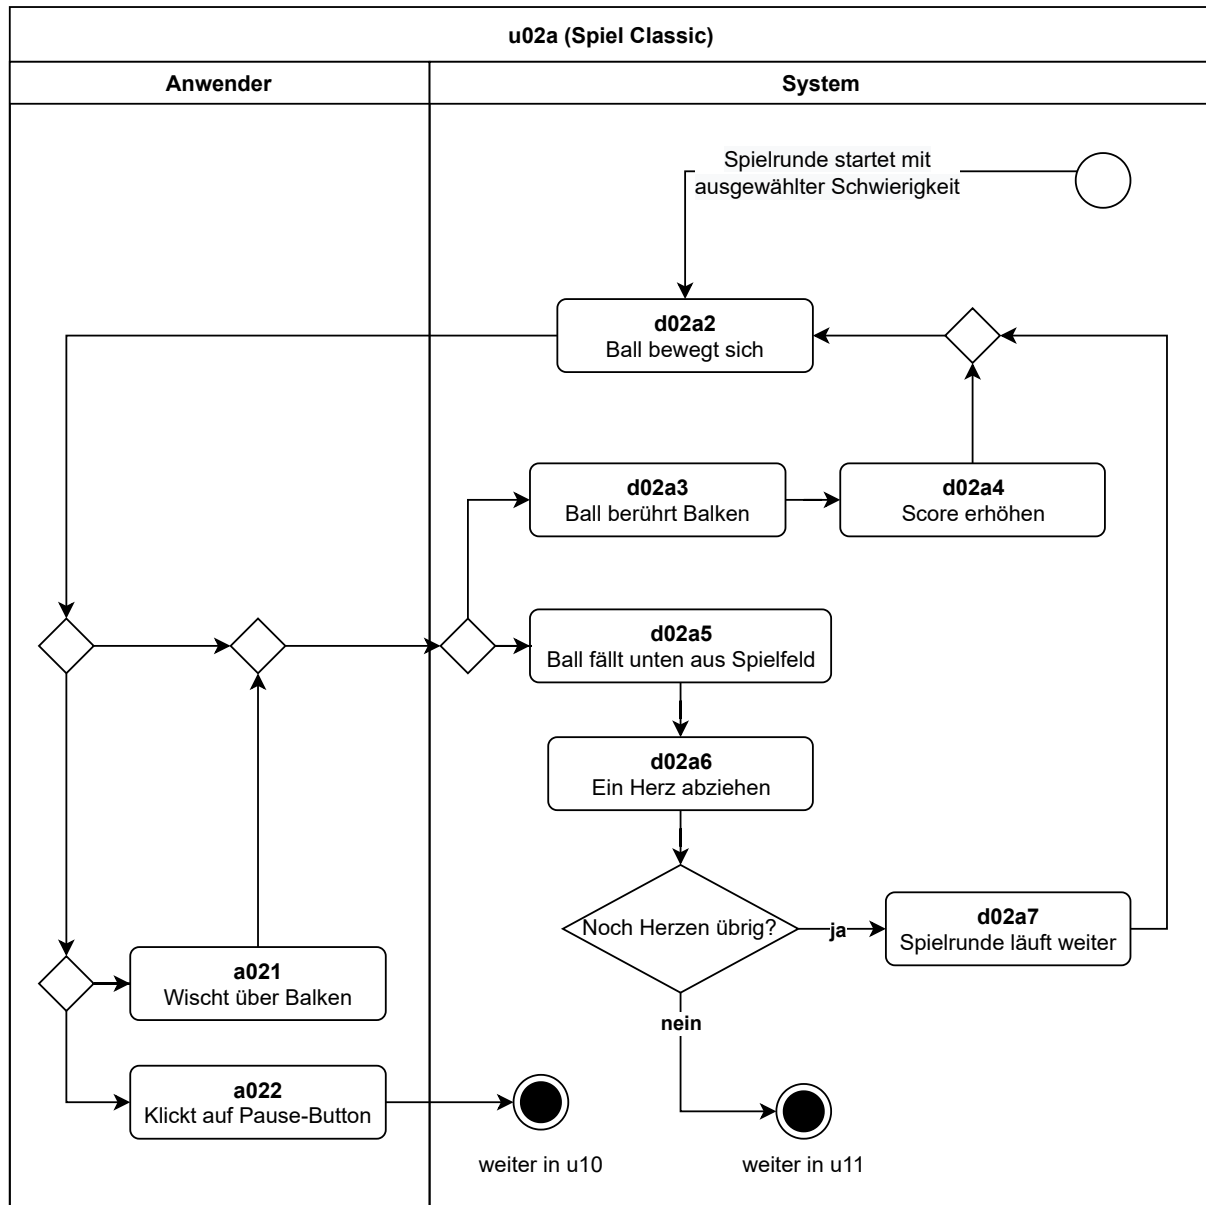 u02a (Spiel Classic)
Anwender
System
Spielrunde startet mit
ausgewählter Schwierigkeit
d02a2
Ball bewegt sich
d02a3
Ball berührt Balken
d02a4
Score erhöhen
d02a5
Ball fällt unten aus Spielfeld
d02a6
Ein Herz abziehen
Noch Herzen übrig?
ja
d02a7
Spielrunde läuft weiter
a021
Wischt über Balken
nein
a022
Klickt auf Pause-Button
weiter in u10
weiter in u11